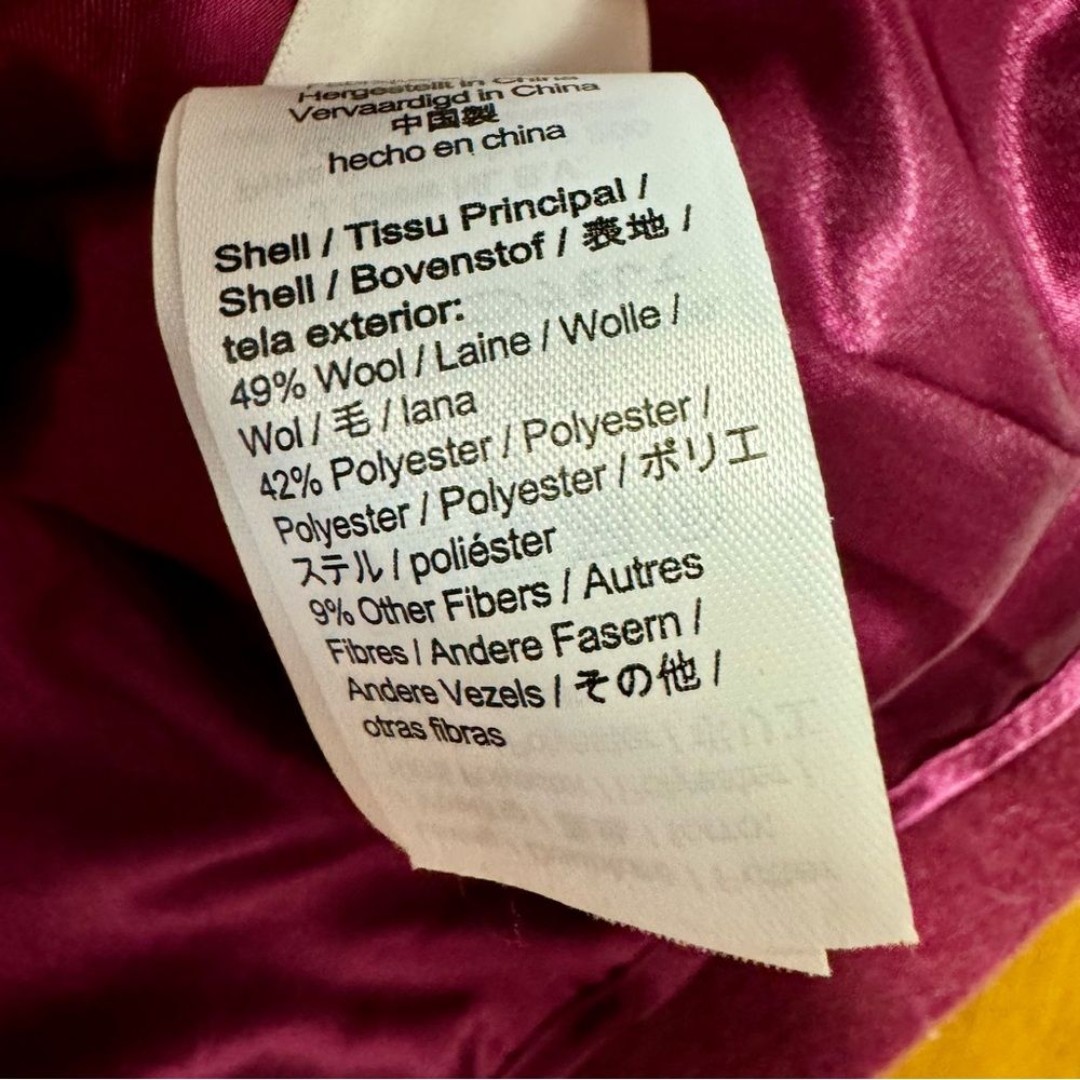 Hergestellt in China
Vervaardigd in China
中国製
hecho en china
Shell / Tissu Principal /
Shell / Bovenstof / 表地 /
tela exterior:
49% Wool / Laine / Wolle /
Wol / 毛 / lana
42% Polyester / Polyester /
Polyester / Polyester / ポリエ
ステル / poliéster
9% Other Fibers / Autres
Fibres / Andere Fasern /
Andere Vezels / その他 /
otras fibras